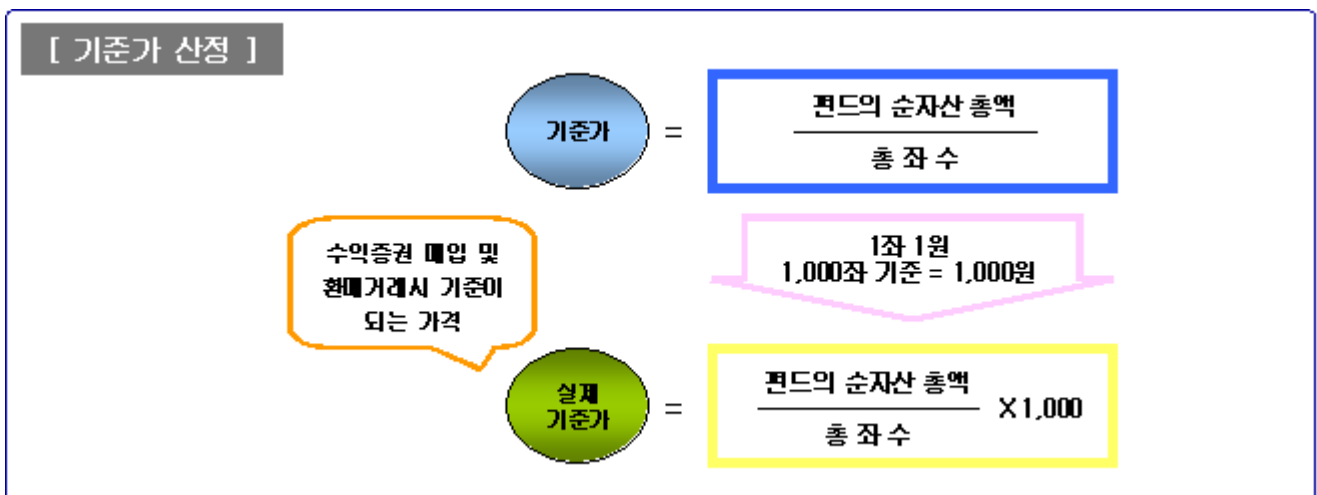 [ 기준가 산정 ]
기준가
=
펀드의 순자산 총액
총 좌 수
수익증권 매입 및
환매거래시 기준이
되는 가격
1좌 1원
1,000좌 기준 = 1,000원
실제
기준가
=
펀드의 순자산 총액
총 좌 수
X 1,000